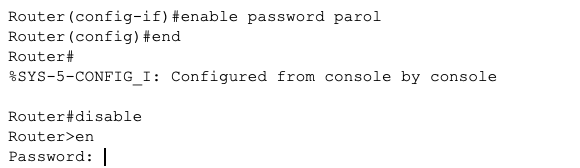 Router(config-if)#enable password parol
Router(config)#end
Router#
%SYS-5-CONFIG_I: Configured from console by console
Router#disable
Router>en
Password: